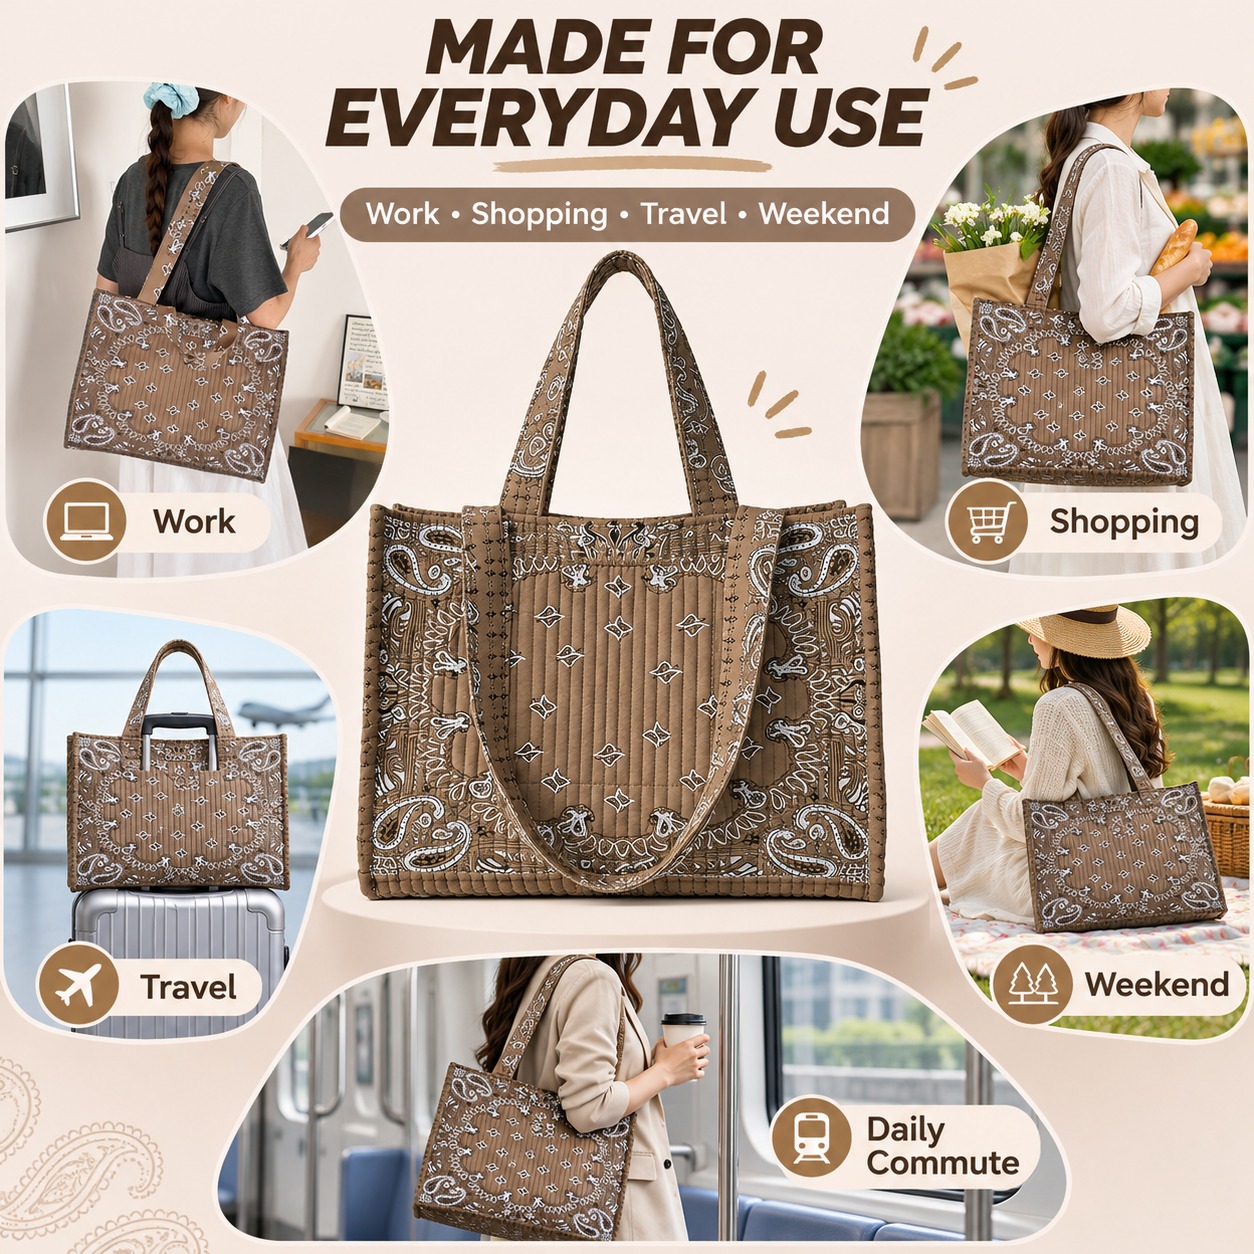 MADE FOR
EVERYDAY USE
Work • Shopping • Travel • Weekend
Work
Shopping
Travel
Weekend
Daily
Commute